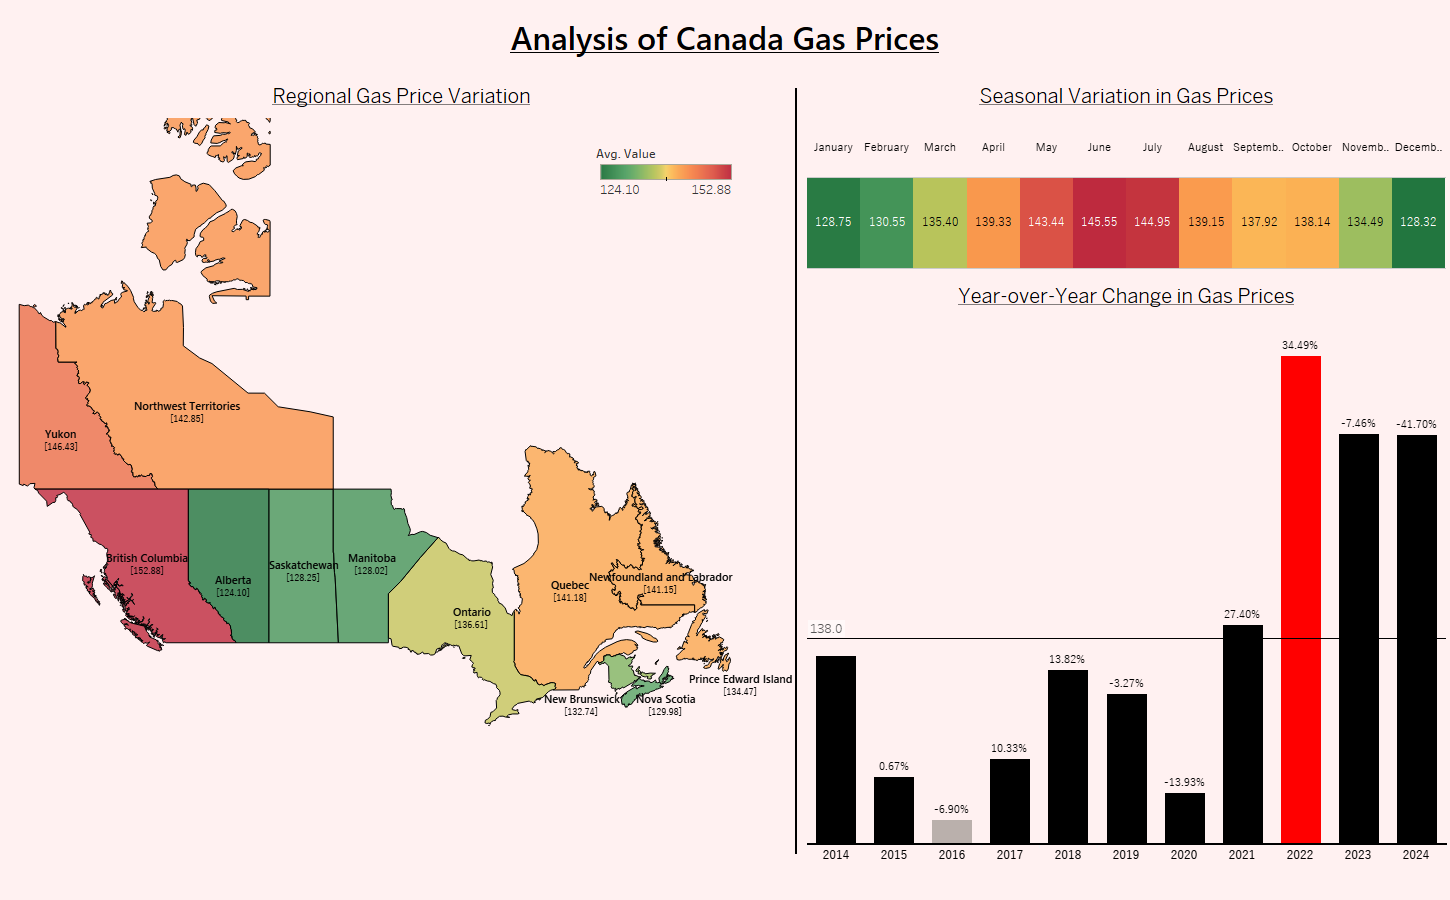 Analysis of Canada Gas Prices
Regional Gas Price Variation
Avg. Value
124.10 152.88
Northwest Territories
[142.85]
Yukon
[146.43]
British Columbia
[152.88]
Alberta
[124.10]
Saskatchewan
[128.25]
Manitoba
[128.02]
Ontario
[136.61]
Quebec
[141.18]
Newfoundland and Labrador
[141.15]
Prince Edward Island
[134.47]
New Brunswick
[132.74]
Nova Scotia
[129.98]
Seasonal Variation in Gas Prices
January February March April May June July August Septemb.. October Novemb.. Decemb..
128.75 130.55 135.40 139.33 143.44 145.55 144.95 139.15 137.92 138.14 134.49 128.32
Year-over-Year Change in Gas Prices
34.49%
-7.46% -41.70%
27.40%
138.0
13.82%
-3.27%
10.33%
0.67%
-13.93%
-6.90%
2014 2015 2016 2017 2018 2019 2020 2021 2022 2023 2024